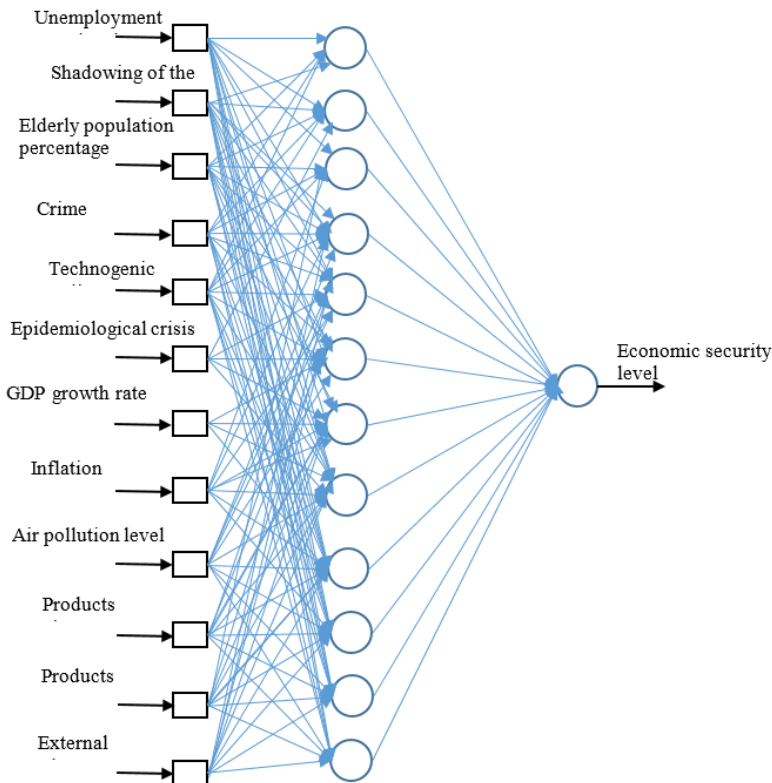 Unemployment
Shadowing of the
Elderly population
percentage
Crime
Technogenic
Epidemiological crisis
GDP growth rate
Inflation
Air pollution level
Products
Products
External
Economic security
level